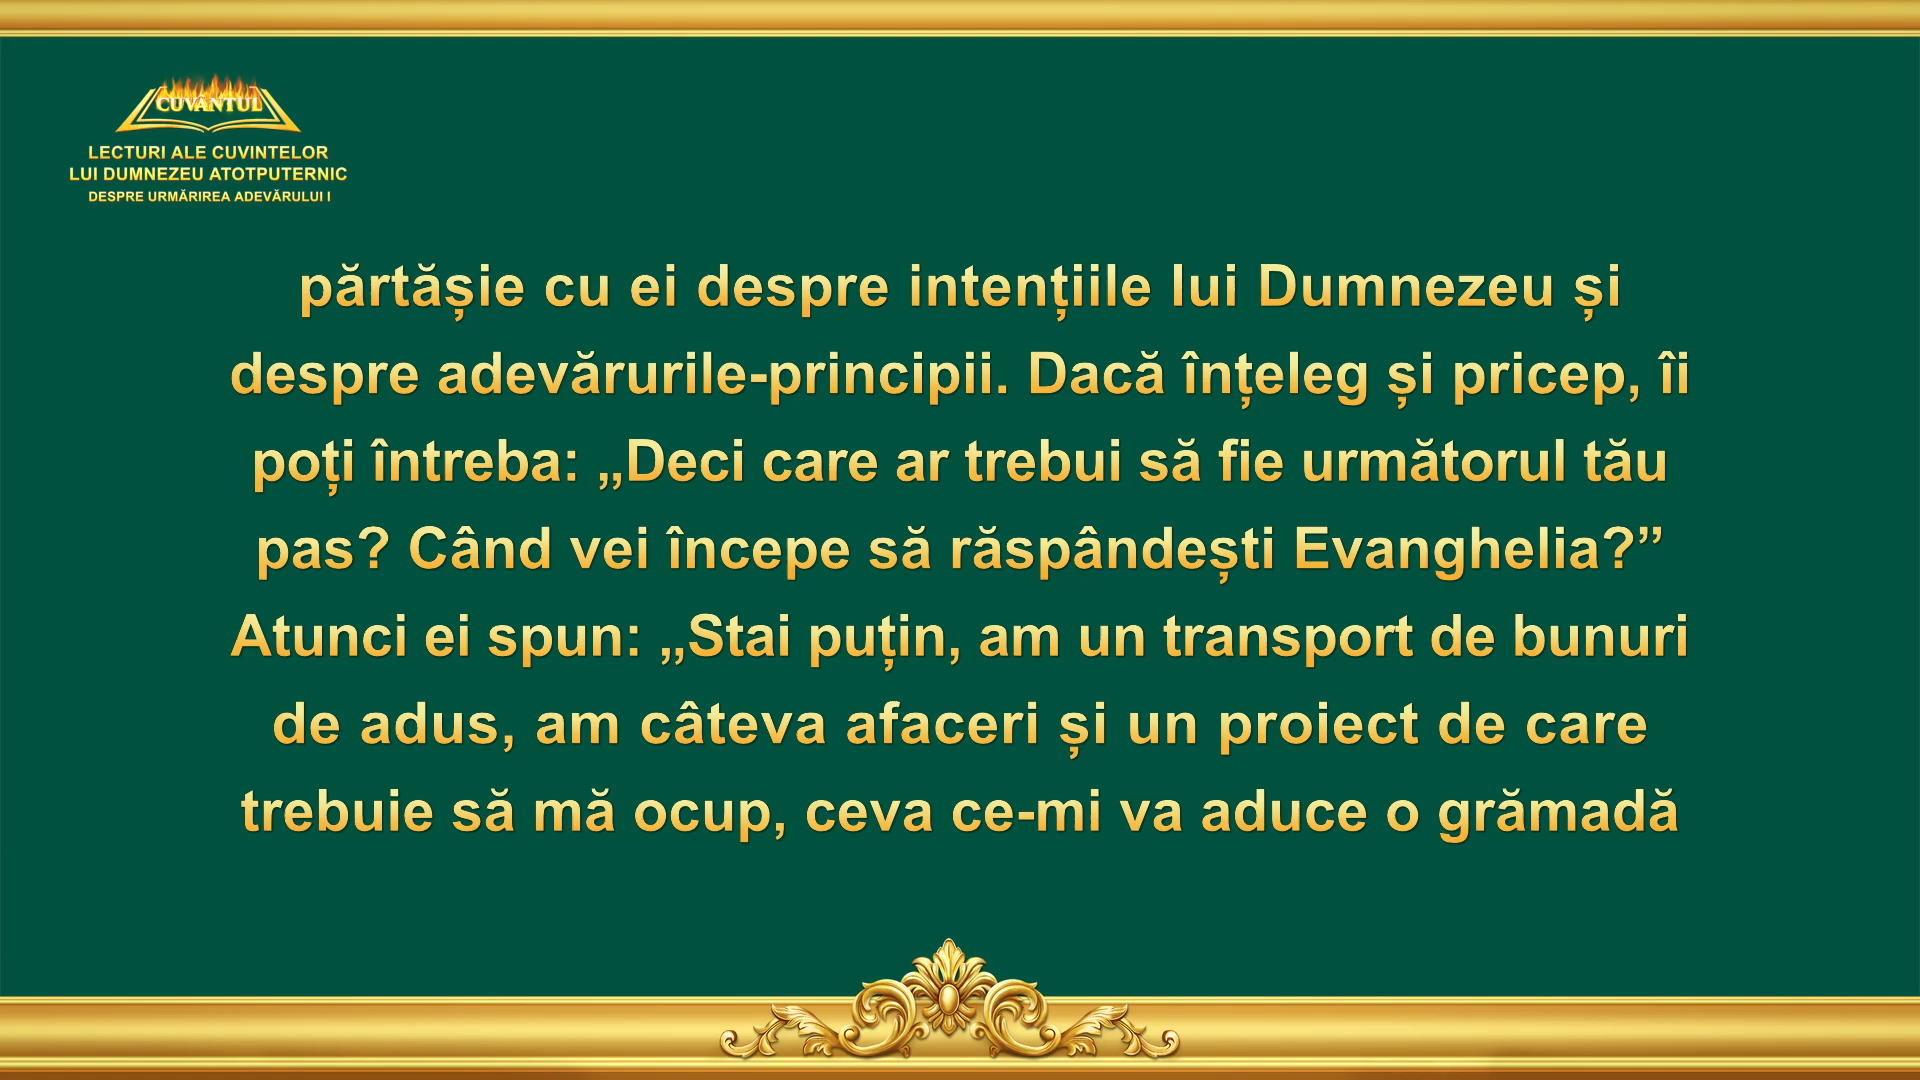 CUVÂNTUL
LECTURI ALE CUVINTELOR
LUI DUMNEZEU ATOTPUTERNIC
DESPRE URMĂRIREA ADEVĂRULUI I
părtășie cu ei despre intențiile lui Dumnezeu și
despre adevărurile-principii. Dacă înțeleg și pricep, îi
poți întreba: „Deci care ar trebui să fie următorul tău
pas? Când vei începe să răspândești Evanghelia?”
Atunci ei spun: „Stai puțin, am un transport de bunuri
de adus, am câteva afaceri și un proiect de care
trebuie să mă ocup, ceva ce-mi va aduce o grămadă